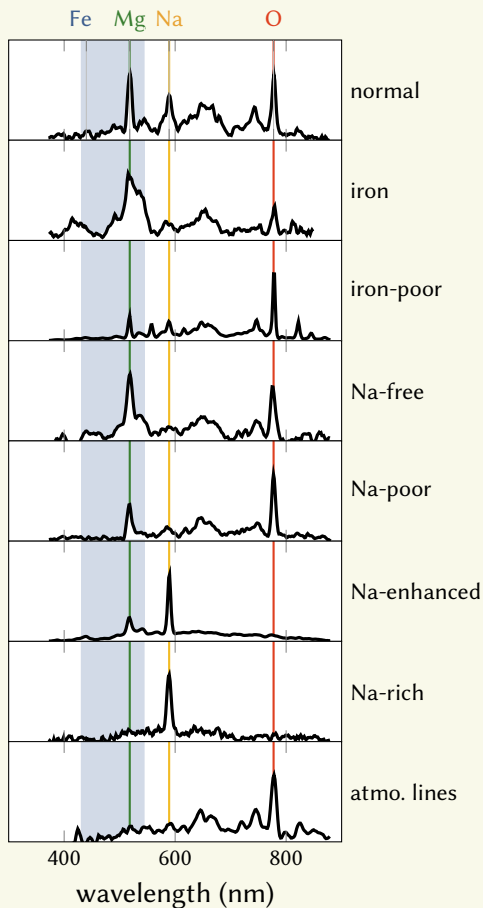 Fe Mg Na O
normal
iron
iron-poor
Na-free
Na-poor
Na-enhanced
Na-rich
atmo. lines
400 600 800
wavelength (nm)